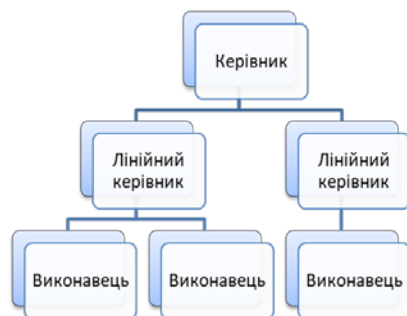 Керівник
Лінійний
керівник
Лінійний
керівник
Виконавець
Виконавець
Виконавець